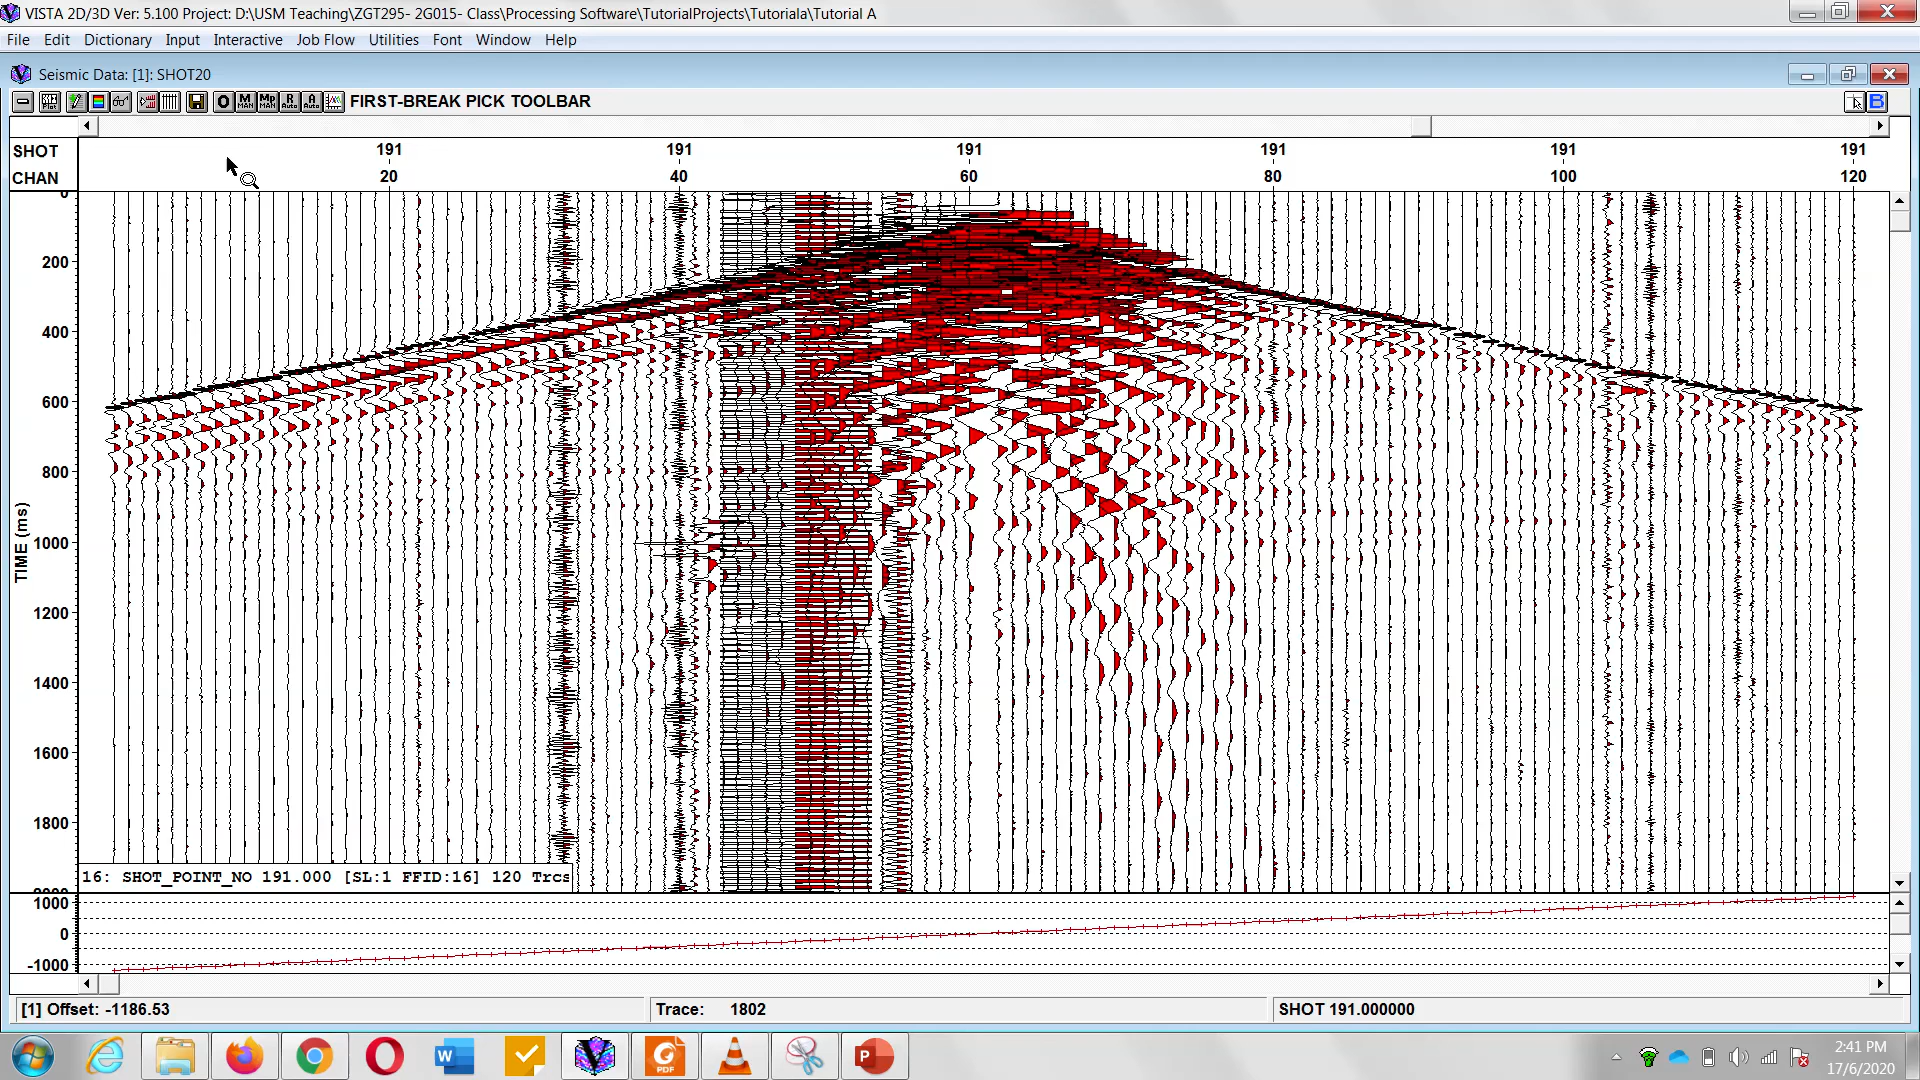 VISTA 2D/3D Ver: 5.100 Project: D:\USM Teaching\ZGT295- 2G015- Class\Processing Software\TutorialProjects\Tutoriala\Tutorial A
File Edit Dictionary Input Interactive Job Flow Utilities Font Window Help
Seismic Data: [1]: SHOT20
FIRST-BREAK PICK TOOLBAR
SHOT 191 191 191 191 191 191
CHAN 20 40 60 80 100 120
0
200
400
600
800
1000
1200
1400
1600
1800
2000
TIME (ms)
16: SHOT_POINT_NO 191.000 [SL:1 FFID:16] 120 Trcs
1000
0
-1000
[1] Offset: -1186.53 Trace: 1802 SHOT 191.000000
2:41 PM
17/6/2020